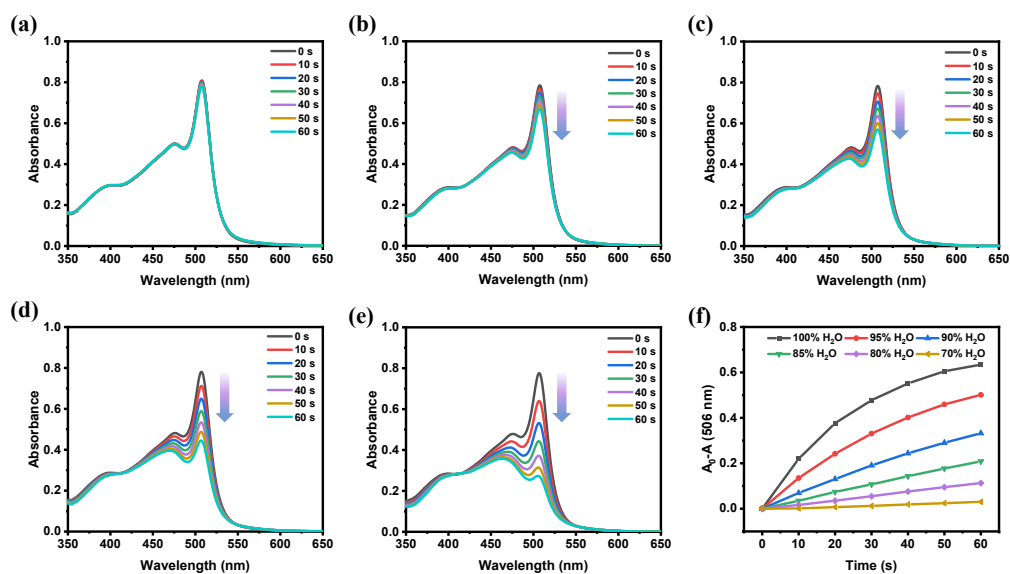 (a)
1.0
0.8
0.6
0.4
0.2
0.0
Absorbance
350 400 450 500 550 600 650
Wavelength (nm)
0 s
10 s
20 s
30 s
40 s
50 s
60 s
(b)
1.0
0.8
0.6
0.4
0.2
0.0
Absorbance
350 400 450 500 550 600 650
Wavelength (nm)
0 s
10 s
20 s
30 s
40 s
50 s
60 s
(c)
1.0
0.8
0.6
0.4
0.2
0.0
Absorbance
350 400 450 500 550 600 650
Wavelength (nm)
0 s
10 s
20 s
30 s
40 s
50 s
60 s
(d)
1.0
0.8
0.6
0.4
0.2
0.0
Absorbance
350 400 450 500 550 600 650
Wavelength (nm)
0 s
10 s
20 s
30 s
40 s
50 s
60 s
(e)
1.0
0.8
0.6
0.4
0.2
0.0
Absorbance
350 400 450 500 550 600 650
Wavelength (nm)
0 s
10 s
20 s
30 s
40 s
50 s
60 s
(f)
0.8
0.6
0.4
0.2
0.0
A₀-A (506 nm)
0 10 20 30 40 50 60
Time (s)
100% H₂O 95% H₂O 90% H₂O
85% H₂O 80% H₂O 70% H₂O